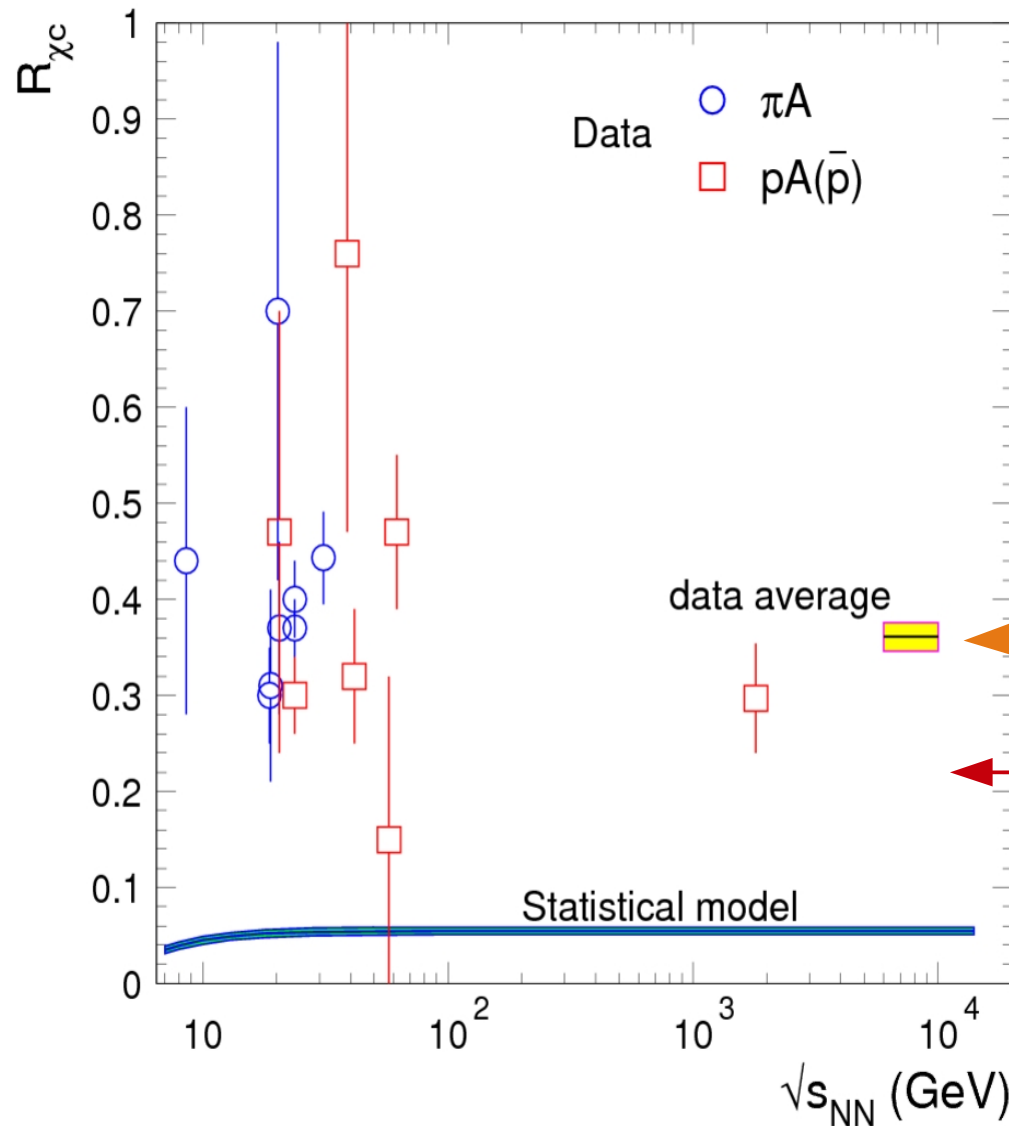 R_χc
1
0.9
0.8
0.7
0.6
0.5
0.4
0.3
0.2
0.1
0
Data
πA
pA(p̄)
data average
Statistical model
10
10²
10³
10⁴
√s_NN (GeV)